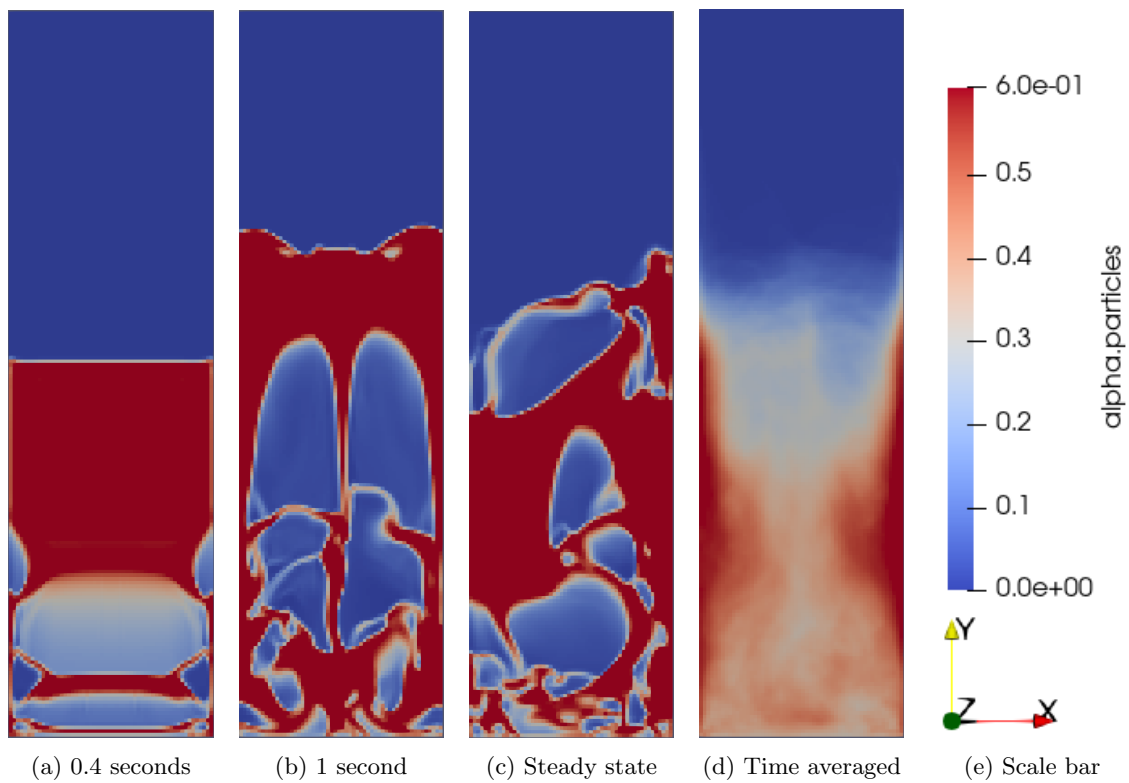 6.0e-01
0.5
0.4
0.3
0.2
0.1
0.0e+00
alpha.particles
Y
Z
X
(a) 0.4 seconds
(b) 1 second
(c) Steady state
(d) Time averaged
(e) Scale bar